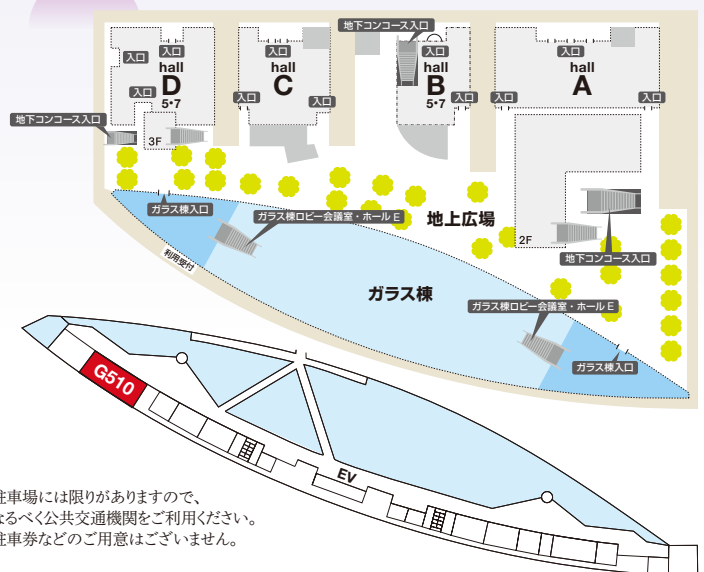 地下コンコース入口
入口
入口
入口
入口
hall
D
5・7
hall
C
hall
B
5・7
hall
A
入口
入口
入口
入口
入口
地下コンコース入口
3F
ガラス棟入口
ガラス棟ロビー会議室・ホールE
地上広場
2F
地下コンコース入口
利用受付
ガラス棟
ガラス棟ロビー会議室・ホールE
ガラス棟入口
G510
EV
駐車場には限りがありますので、
なるべく公共交通機関をご利用ください。
駐車券などのご用意はございません。